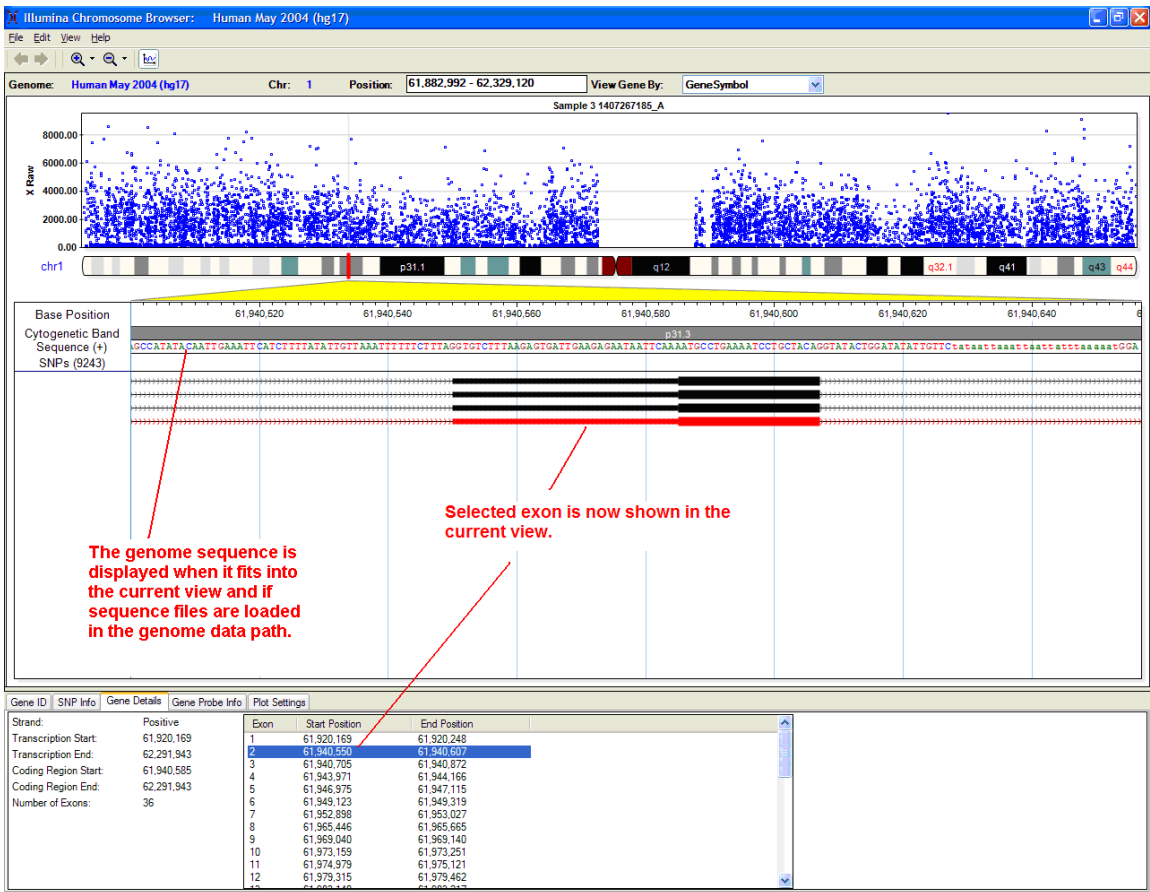 Illumina Chromosome Browser: Human May 2004 (hg17)
File Edit View Help
Genome: Human May 2004 (hg17) Chr: 1 Position: 61,882,992 - 62,329,120 View Gene By: GeneSymbol
Sample 3 1407267185_A
X Raw
8000.00
6000.00
4000.00
2000.00
0.00
chr1 p31.1 q12 q32.1 q41 q43 q44
Base Position 61,940,520 61,940,540 61,940,560 61,940,580 61,940,600 61,940,620 61,940,640 6
Cytogenetic Band p31.3
Sequence (+) AGCCATATACAATTGAAATTCATCTTTTATATTGTTAAATTTTTTCTTTAGGTGTCTTTAAGAGTGATTGAAGAGAATAATTCAAAATGCCTGAAAATCCTGCTACAGGTATACTGGATATATTGTTCtataattaaattaattatttaaaaatGGA
SNPs (9243)
Selected exon is now shown in the
current view.
The genome sequence is
displayed when it fits into
the current view and if
sequence files are loaded
in the genome data path.
Gene ID SNP Info Gene Details Gene Probe Info Plot Settings
Strand: Positive
Transcription Start: 61,920,169
Transcription End: 62,291,943
Coding Region Start: 61,940,585
Coding Region End: 62,291,943
Number of Exons: 36
Exon Start Position End Position
1 61,920,169 61,920,248
2 61,940,550 61,940,607
3 61,940,705 61,940,872
4 61,943,971 61,944,166
5 61,946,975 61,947,115
6 61,949,123 61,949,319
7 61,952,898 61,953,027
8 61,965,446 61,965,665
9 61,969,040 61,969,140
10 61,973,159 61,973,251
11 61,974,979 61,975,121
12 61,979,315 61,979,462